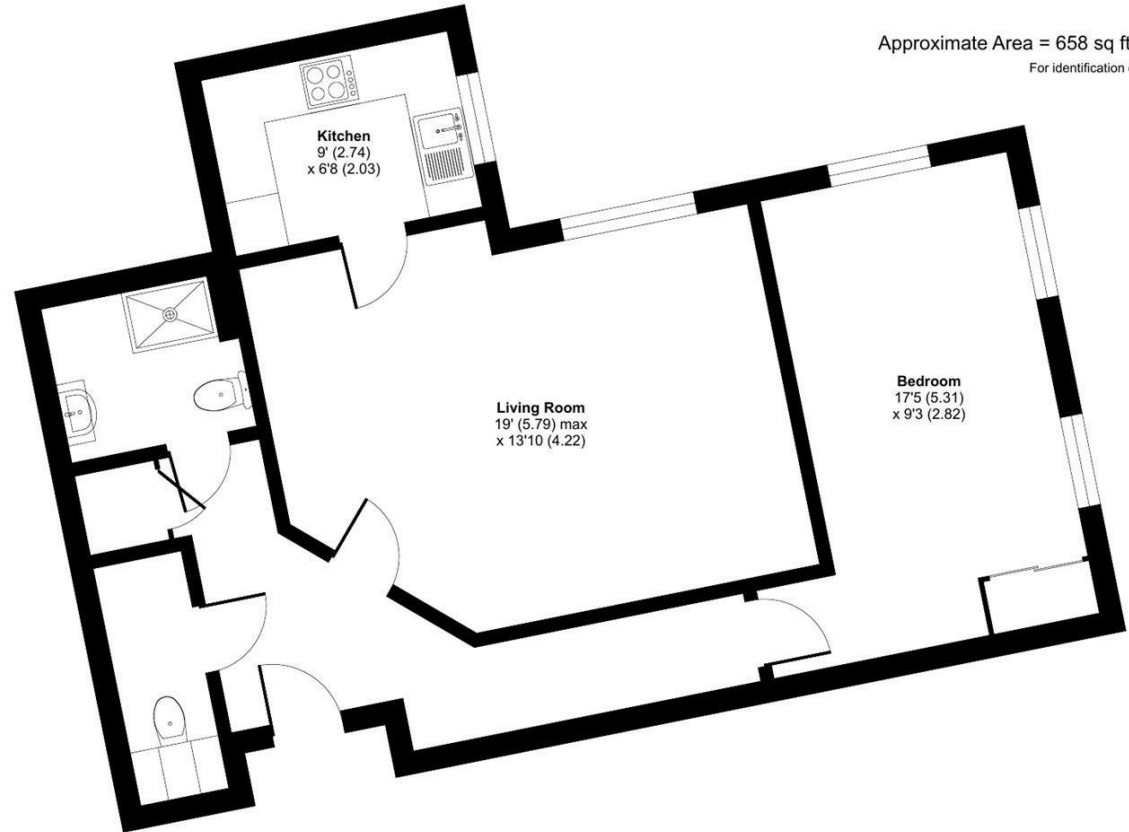 Approximate Area = 658 sq ft
For identification
Kitchen
9' (2.74)
x 6'8 (2.03)
Living Room
19' (5.79) max
x 13'10 (4.22)
Bedroom
17'5 (5.31)
x 9'3 (2.82)